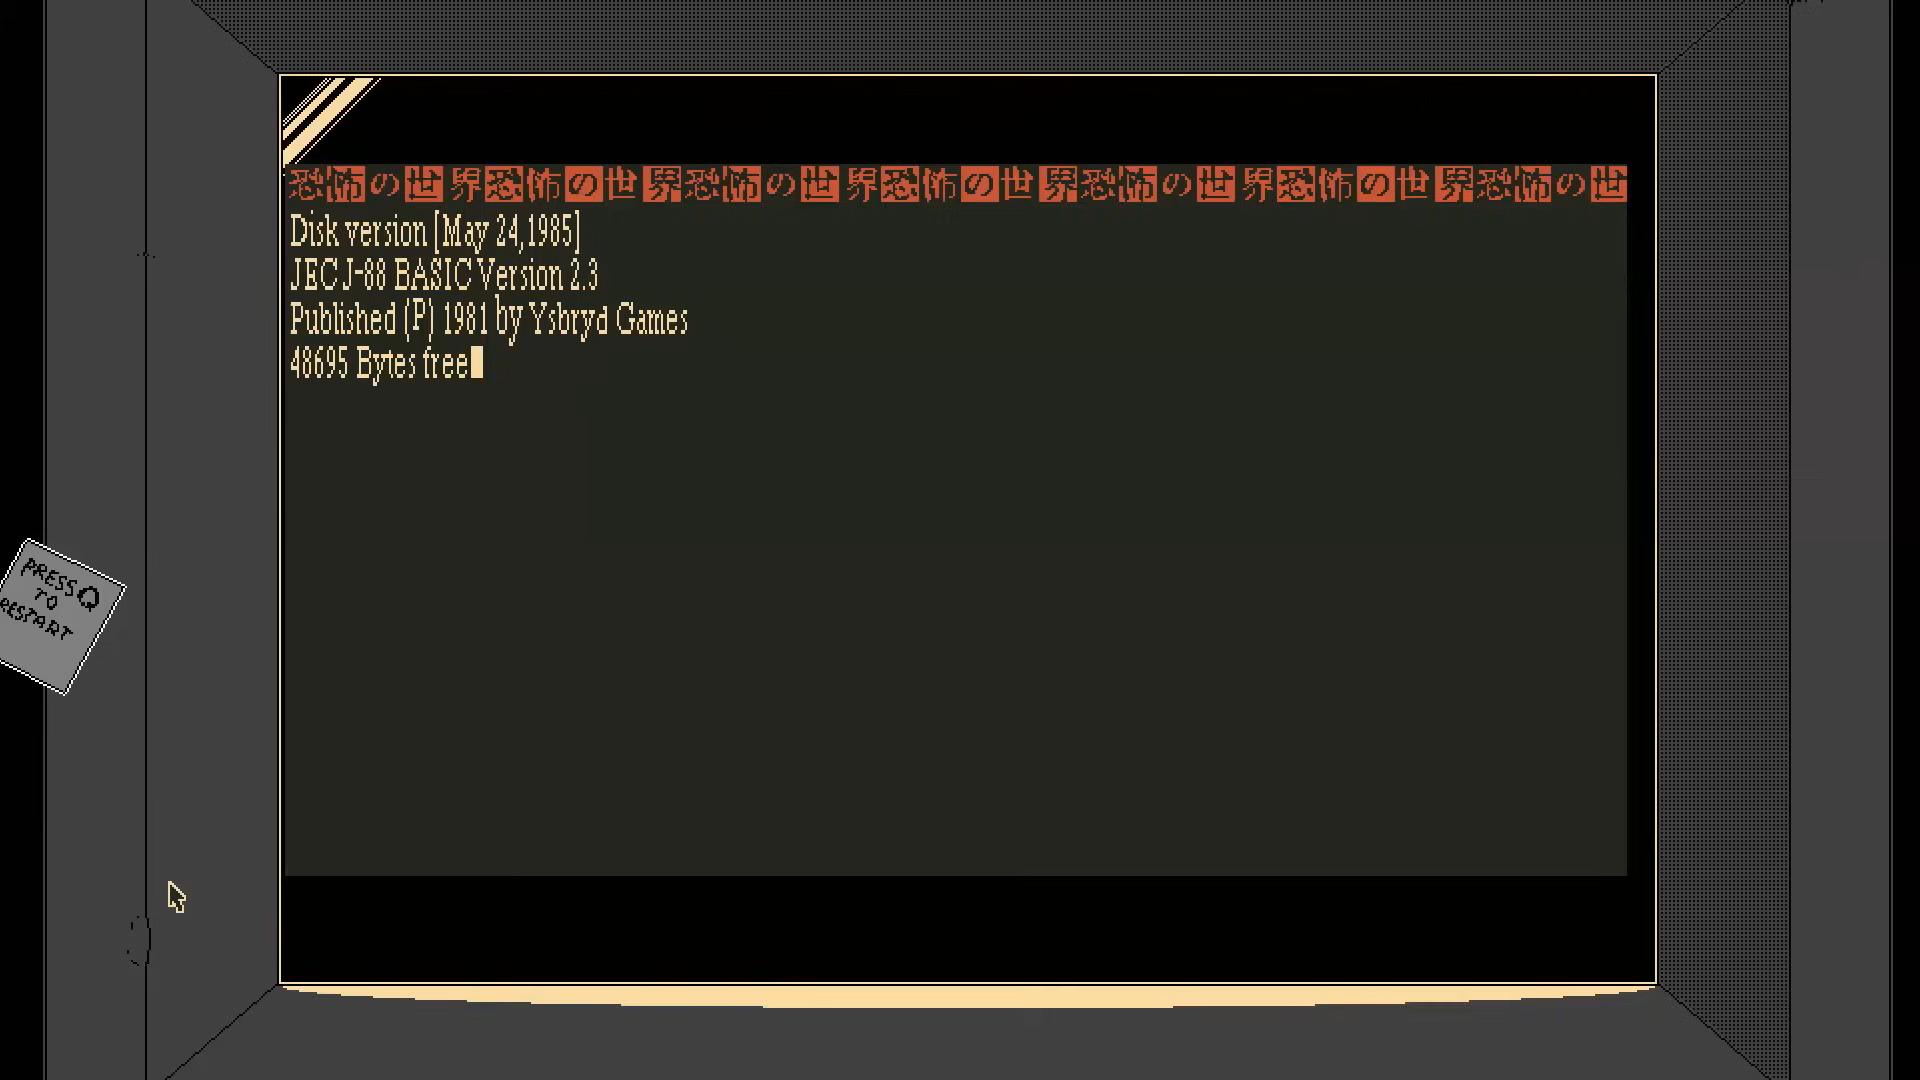 恐怖の世界恐怖の世界恐怖の世界恐怖の世界恐怖の世界恐怖の世界恐怖の世
Disk version [May 24,1985]
JEC J-88 BASIC Version 2.3
Published (P) 1981 by Ysbryd Games
48695 Bytes free
PRESS Q
TO
RESTART